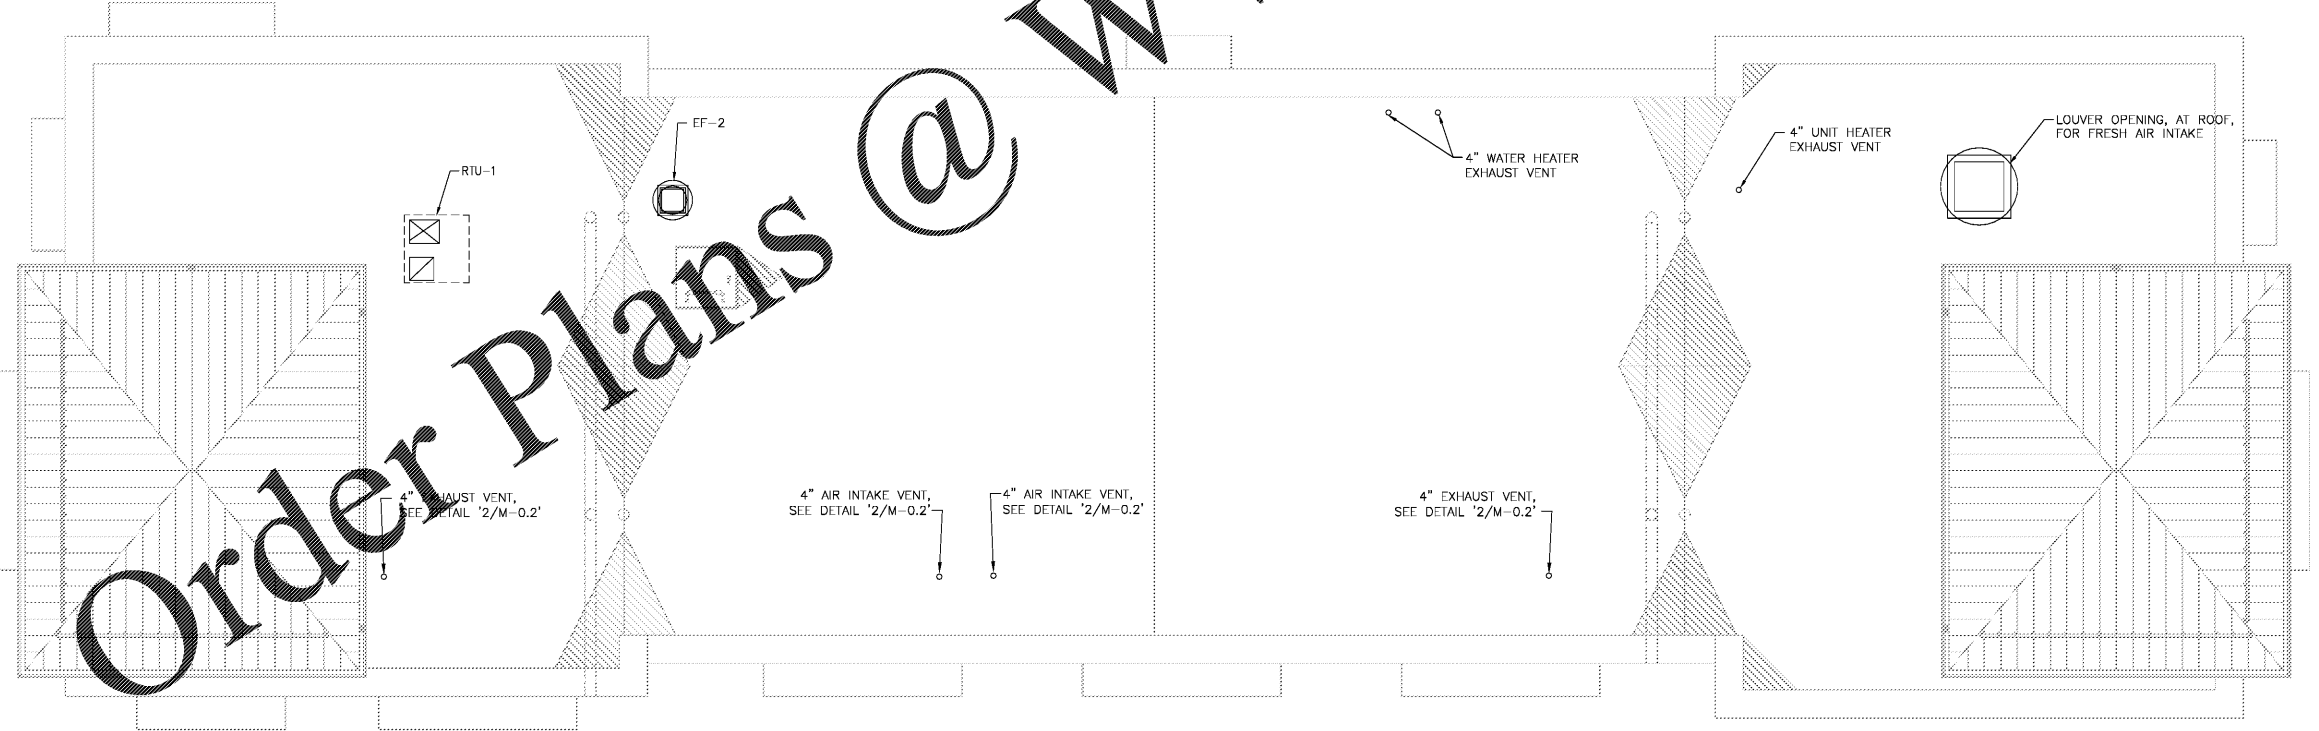 EF-2
LOUVER OPENING, AT ROOF,
FOR FRESH AIR INTAKE
4" UNIT HEATER
EXHAUST VENT
4" WATER HEATER
EXHAUST VENT
RTU-1
4" EXHAUST VENT,
SEE DETAIL '2/M-0.2'
4" AIR INTAKE VENT,
SEE DETAIL '2/M-0.2'
4" AIR INTAKE VENT,
SEE DETAIL '2/M-0.2'
4" EXHAUST VENT,
SEE DETAIL '2/M-0.2'
Order Plans @ W